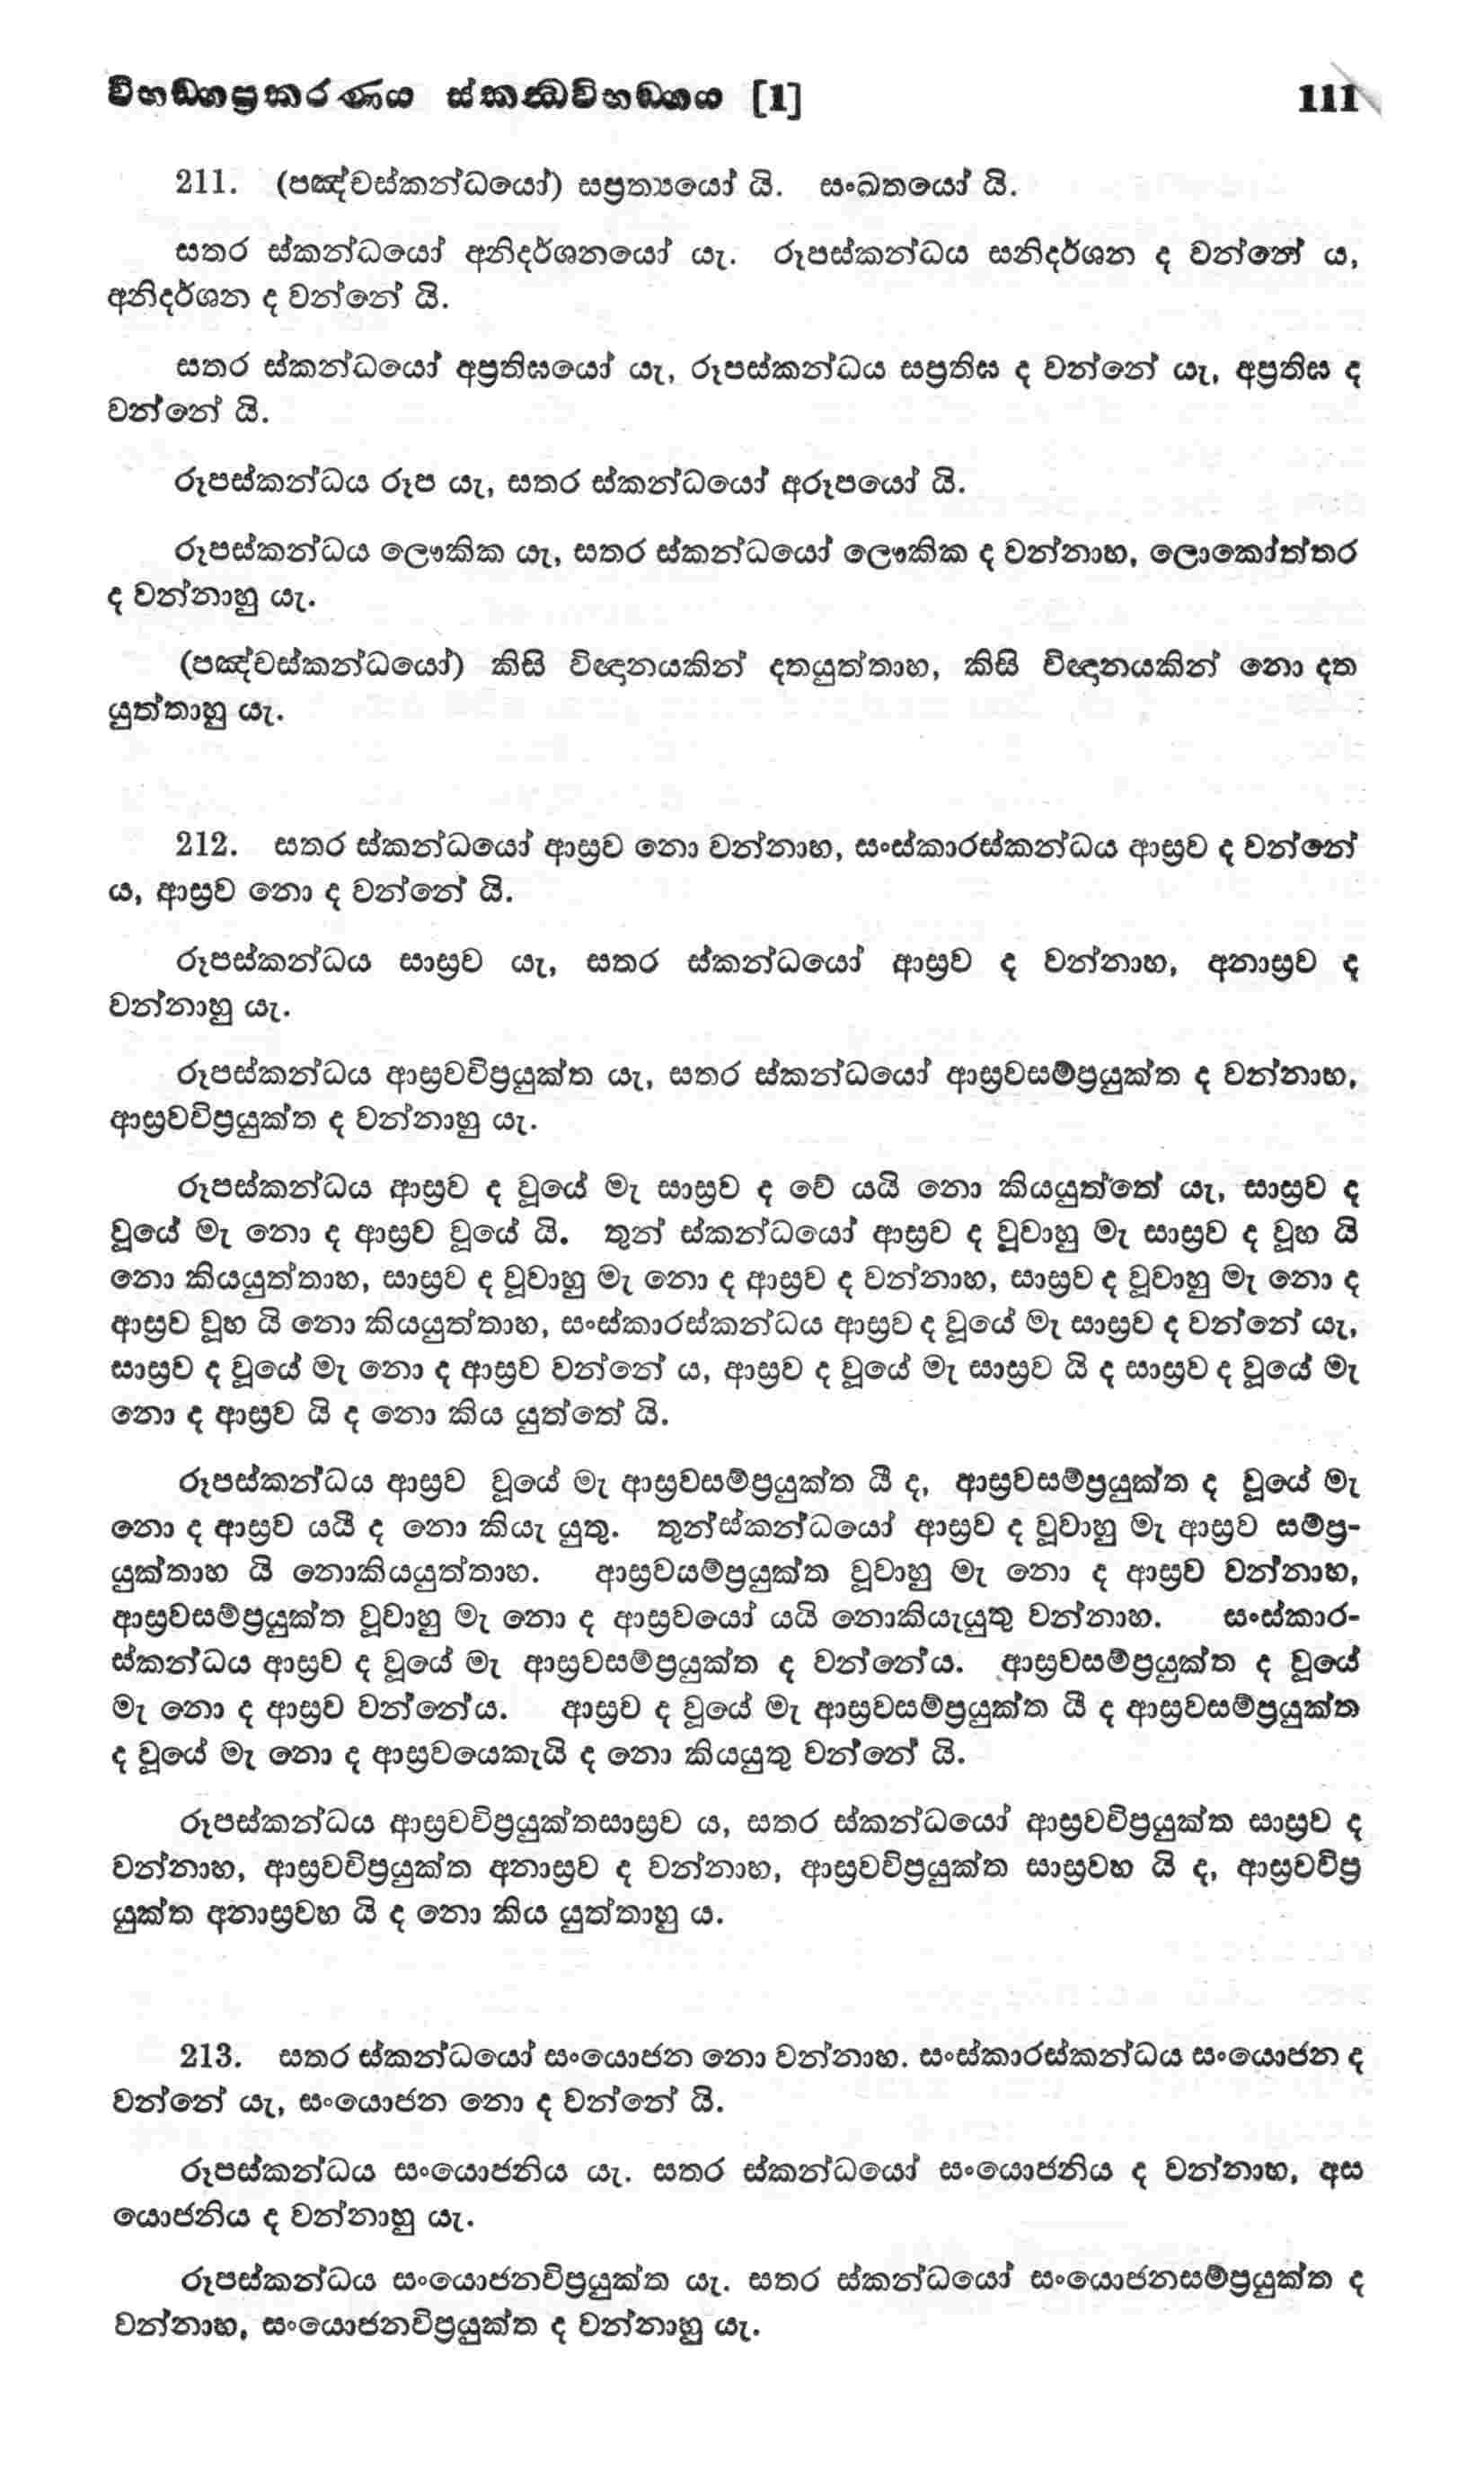 විභඞ්ගප්‍රකරණය ස්කන්‍ධවිභඞ්ගය [1] 111
211. (පඤ්චස්කන්ධයෝ) සප්‍රත්‍යයෝ යි. සංඛතයෝ යි.
සතර ස්කන්ධයෝ අනිදර්ශනයෝ යැ. රූපස්කන්ධය සනිදර්ශන ද වන්නේ ය,
අනිදර්ශන ද වන්නේ යි.
සතර ස්කන්ධයෝ අප්‍රතිඝයෝ යැ, රූපස්කන්ධය සප්‍රතිඝ ද වන්නේ යැ, අප්‍රතිඝ ද
වන්නේ යි.
රූපස්කන්ධය රූප යැ, සතර ස්කන්ධයෝ අරූපයෝ යි.
රූපස්කන්ධය ලෞකික යැ, සතර ස්කන්ධයෝ ලෞකික ද වන්නාහ, ලොකෝත්තර
ද වන්නාහු යැ.
(පඤ්චස්කන්ධයෝ) කිසි විඥානයකින් දතයුත්තාහ, කිසි විඥානයකින් නො දත
යුත්තාහු යැ.
212. සතර ස්කන්ධයෝ ආස්‍රව නො වන්නාහ, සංස්කාරස්කන්ධය ආස්‍රව ද වන්නේ
ය, ආස්‍රව නො ද වන්නේ යි.
රූපස්කන්ධය සාස්‍රව යැ, සතර ස්කන්ධයෝ ආස්‍රව ද වන්නාහ, අනාස්‍රව ද
වන්නාහු යැ.
රූපස්කන්ධය ආස්‍රවවිප්‍රයුක්ත යැ, සතර ස්කන්ධයෝ ආස්‍රවසම්ප්‍රයුක්ත ද වන්නාහ,
ආස්‍රවවිප්‍රයුක්ත ද වන්නාහු යැ.
රූපස්කන්ධය ආස්‍රව ද වූයේ මැ සාස්‍රව ද වේ යයි නො කියයුත්තේ යැ, සාස්‍රව ද
වූයේ මැ නො ද ආස්‍රව වූයේ යි. තුන් ස්කන්ධයෝ ආස්‍රව ද වූවාහු මැ සාස්‍රව ද වූහ යි
නො කියයුත්තාහ, සාස්‍රව ද වූවාහු මැ නො ද ආස්‍රව ද වන්නාහ, සාස්‍රව ද වූවාහු මැ නො ද
ආස්‍රව වූහ යි නො කියයුත්තාහ, සංස්කාරස්කන්ධය ආස්‍රව ද වූයේ මැ සාස්‍රව ද වන්නේ යැ,
සාස්‍රව ද වූයේ මැ නො ද ආස්‍රව වන්නේ ය, ආස්‍රව ද වූයේ මැ සාස්‍රව යි ද සාස්‍රව ද වූයේ මැ
නො ද ආස්‍රව යි ද නො කිය යුත්තේ යි.
රූපස්කන්ධය ආස්‍රව වූයේ මැ ආස්‍රවසම්ප්‍රයුක්ත යී ද, ආස්‍රවසම්ප්‍රයුක්ත ද වූයේ මැ
නො ද ආස්‍රව යයී ද නො කියැ යුතු. තුන්ස්කන්ධයෝ ආස්‍රව ද වූවාහු මැ ආස්‍රව සම්ප්‍ර-
යුක්තාහ යි නොකියයුත්තාහ. ආස්‍රවයම්ප්‍රයුක්ත වූවාහු මැ නො ද ආස්‍රව වන්නාහ,
ආස්‍රවසම්ප්‍රයුක්ත වූවාහු මැ නො ද ආස්‍රවයෝ යයි නොකියැයුතු වන්නාහ. සංස්කාර-
ස්කන්ධය ආස්‍රව ද වූයේ මැ ආස්‍රවසම්ප්‍රයුක්ත ද වන්නේය. ආස්‍රවසම්ප්‍රයුක්ත ද වූයේ
මැ නො ද ආස්‍රව වන්නේය. ආස්‍රව ද වූයේ මැ ආස්‍රවසම්ප්‍රයුක්ත යී ද ආස්‍රවසම්ප්‍රයුක්ත
ද වූයේ මැ නො ද ආස්‍රවයෙකැයි ද නො කියයුතු වන්නේ යි.
රූපස්කන්ධය ආස්‍රවවිප්‍රයුක්තසාස්‍රව ය, සතර ස්කන්ධයෝ ආස්‍රවවිප්‍රයුක්ත සාස්‍රව ද
වන්නාහ, ආස්‍රවවිප්‍රයුක්ත අනාස්‍රව ද වන්නාහ, ආස්‍රවවිප්‍රයුක්ත සාස්‍රවහ යි ද, ආස්‍රවවිප්‍ර
යුක්ත අනාස්‍රවහ යි ද නො කිය යුත්තාහු ය.
213. සතර ස්කන්ධයෝ සංයොජන නො වන්නාහ. සංස්කාරස්කන්ධය සංයොජන ද
වන්නේ යැ, සංයොජන නො ද වන්නේ යි.
රූපස්කන්ධය සංයොජනිය යැ. සතර ස්කන්ධයෝ සංයොජනිය ද වන්නාහ, අස
යොජනිය ද වන්නාහු යැ.
රූපස්කන්ධය සංයොජනවිප්‍රයුක්ත යැ. සතර ස්කන්ධයෝ සංයොජනසම්ප්‍රයුක්ත ද
වන්නාහ, සංයොජනවිප්‍රයුක්ත ද වන්නාහු යැ.